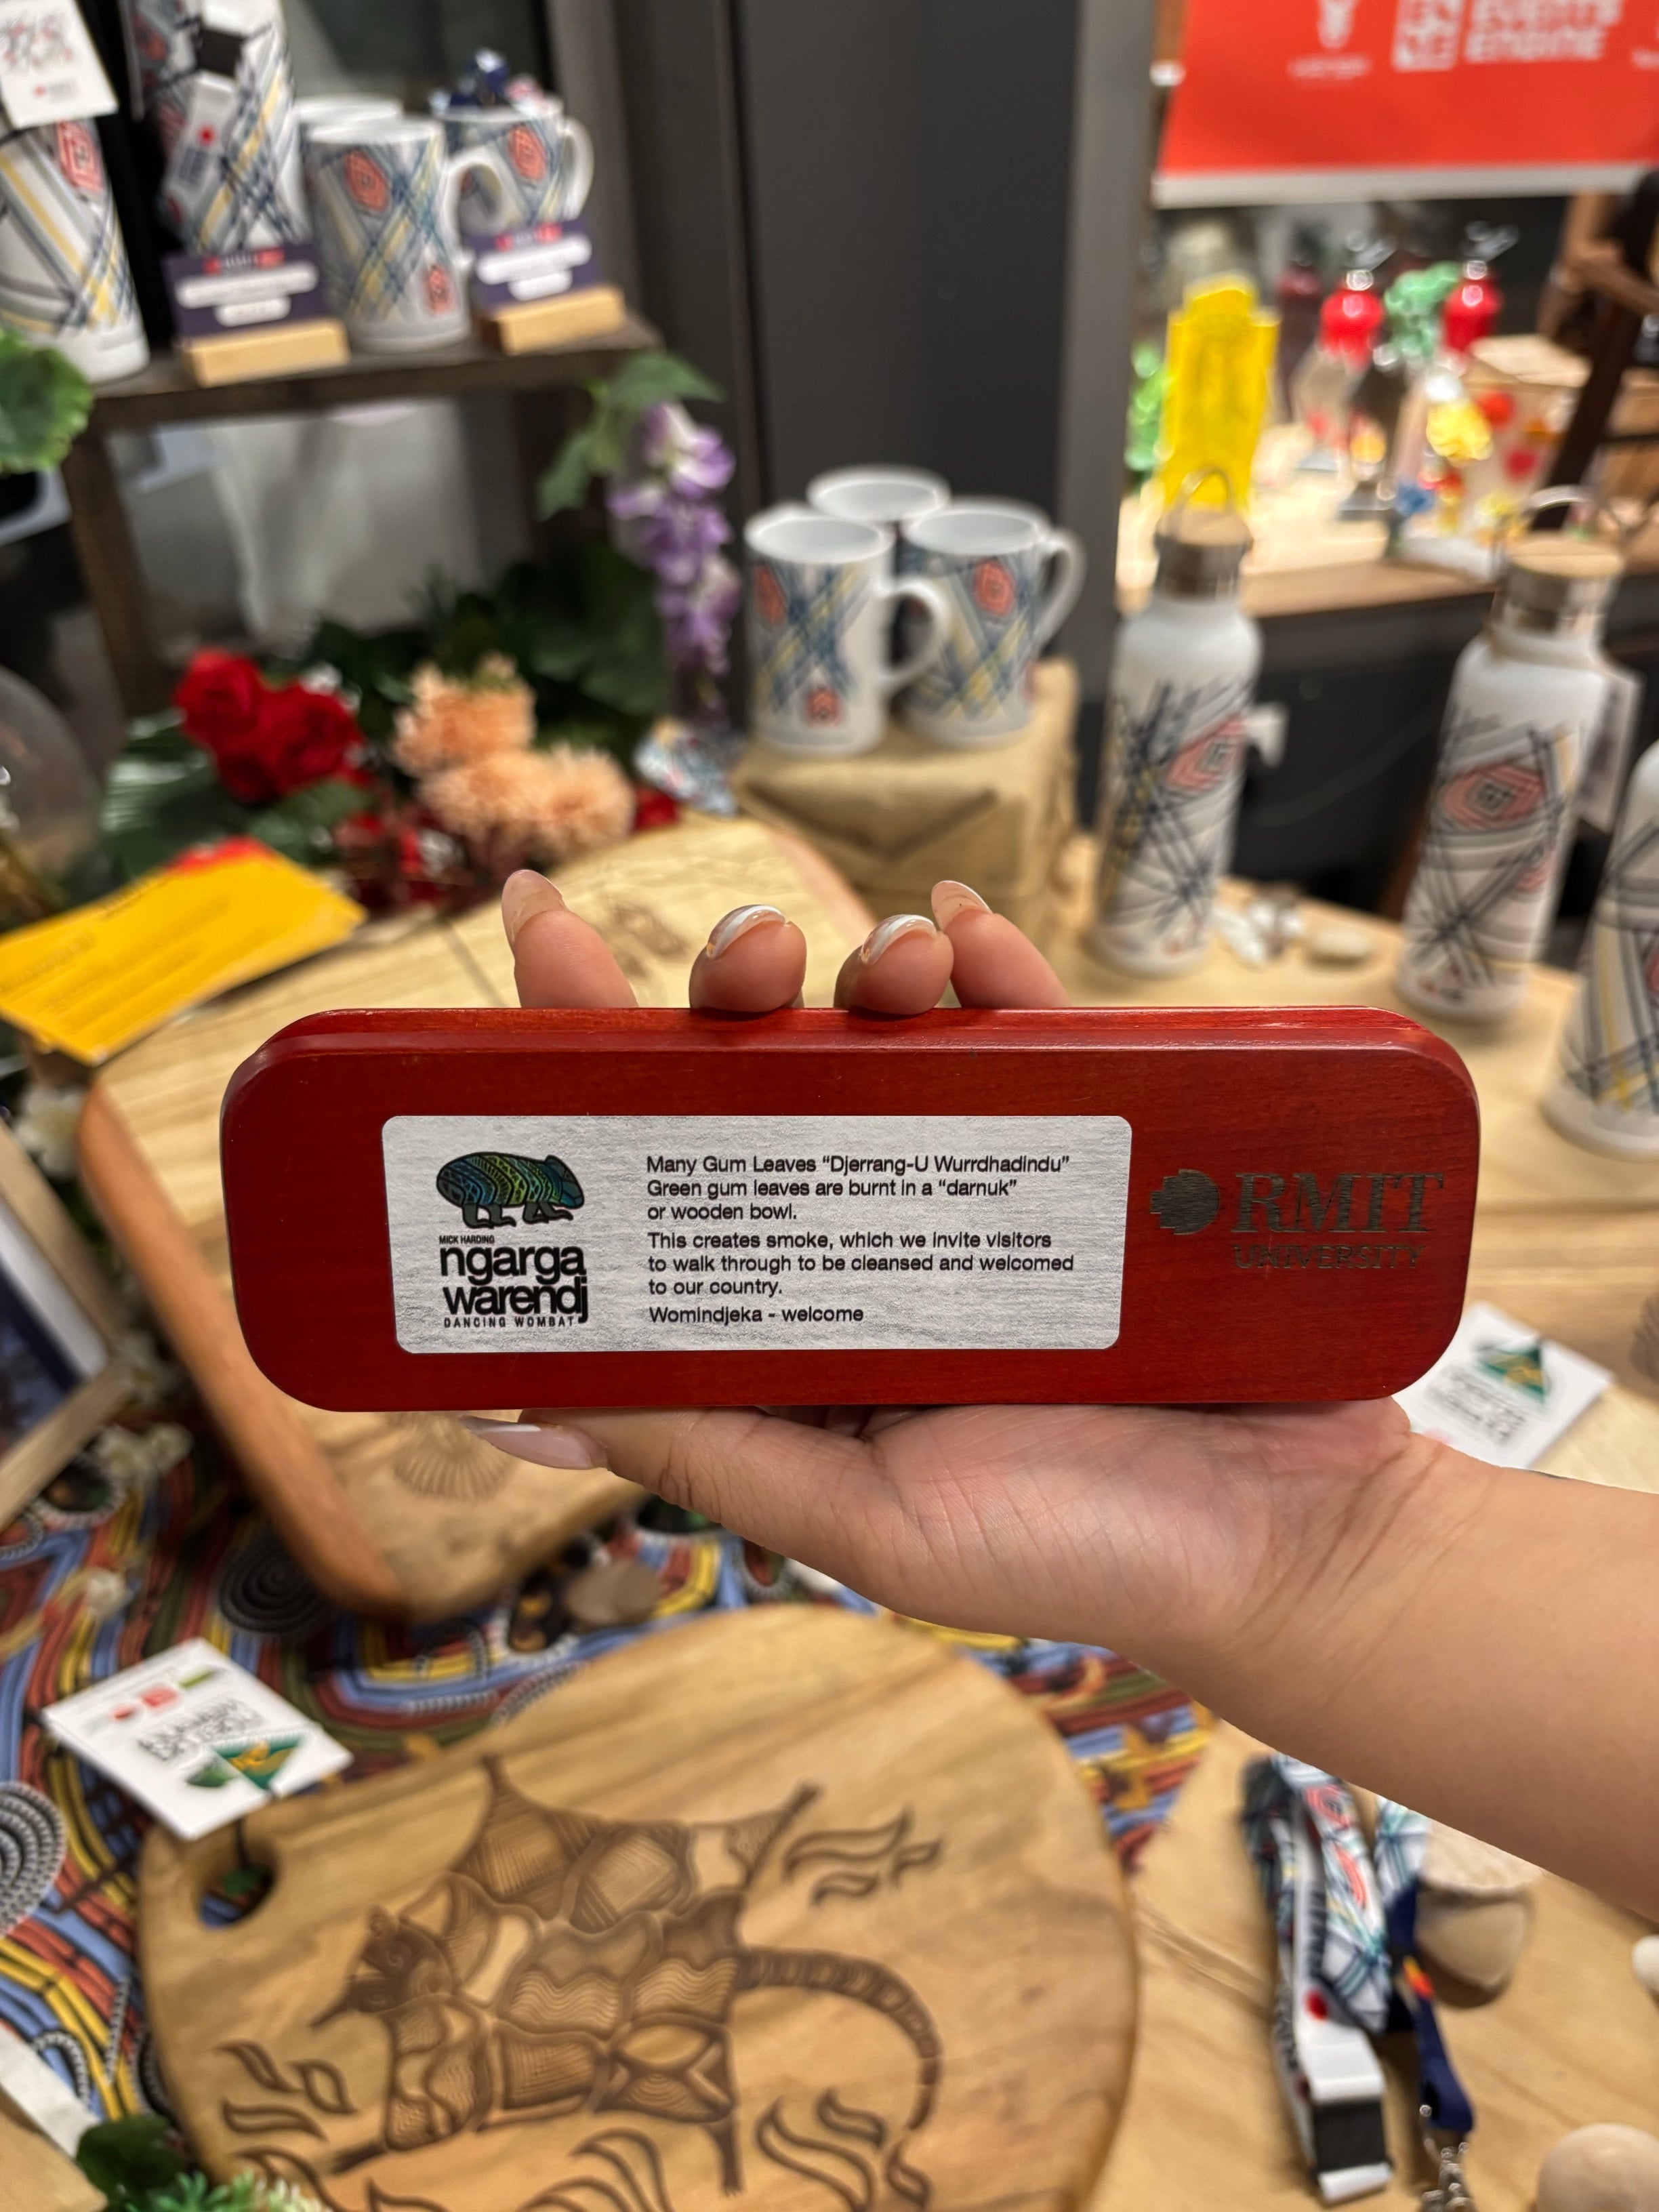 EVENTS
ENGINE
MICK HARDING
ngarga
warendj
DANCING WOMBAT
Many Gum Leaves “Djerrang-U Wurrdhadindu”
Green gum leaves are burnt in a “darnuk”
or wooden bowl.
This creates smoke, which we invite visitors
to walk through to be cleansed and welcomed
to our country.
Womindjeka - welcome
RMIT
UNIVERSITY